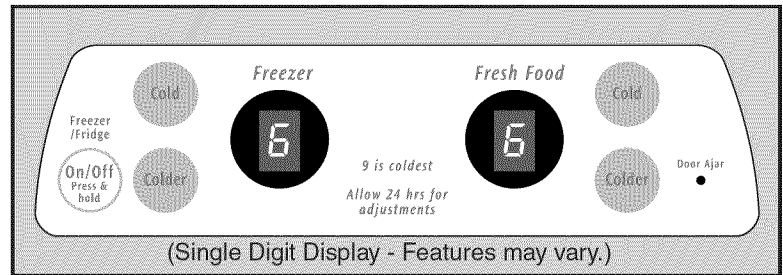 Freezer
Fresh Food
Cold
Cold
Freezer
/Fridge
6
6
On/Off
Press &
hold
Colder
9 is coldest
Allow 24 hrs for
adjustments
Colder
Door Ajar
(Single Digit Display - Features may vary.)